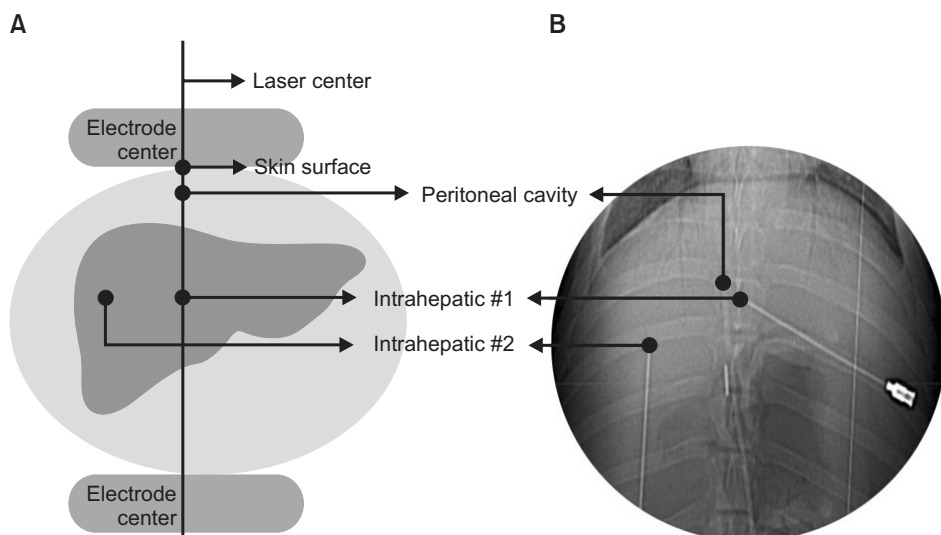 A
B
Laser center
Electrode
center
Skin surface
Peritoneal cavity
Intrahepatic #1
Intrahepatic #2
Electrode
center